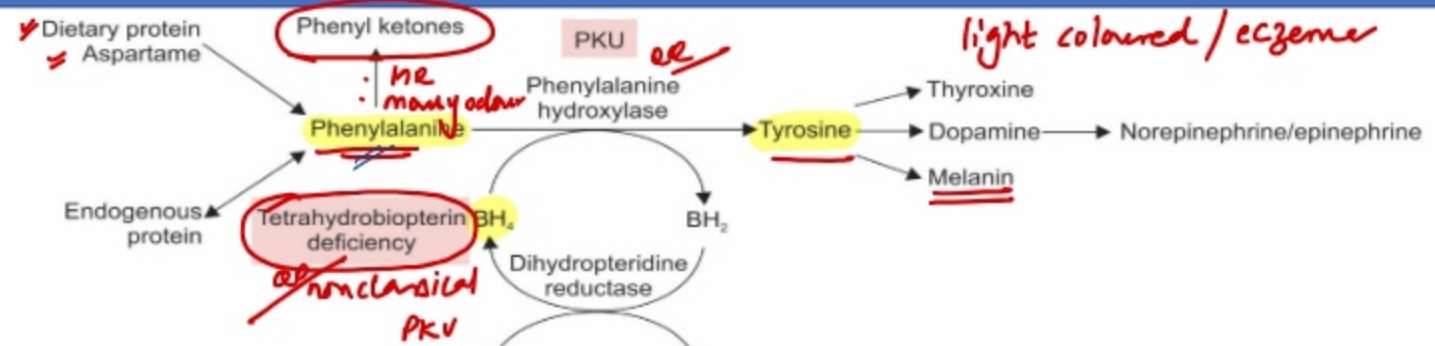 Dietary protein
Aspartame
Phenyl ketones
PKU
light coloured / eczema
MR
Phenylalanine
hydroxylase
Phenylalanine
Tyrosine
Thyroxine
Dopamine
Norepinephrine/epinephrine
Melanin
Endogenous
protein
Tetrahydrobiopterin
deficiency
BH₄
BH₂
Dihydropteridine
reductase
nonclassical
PKU